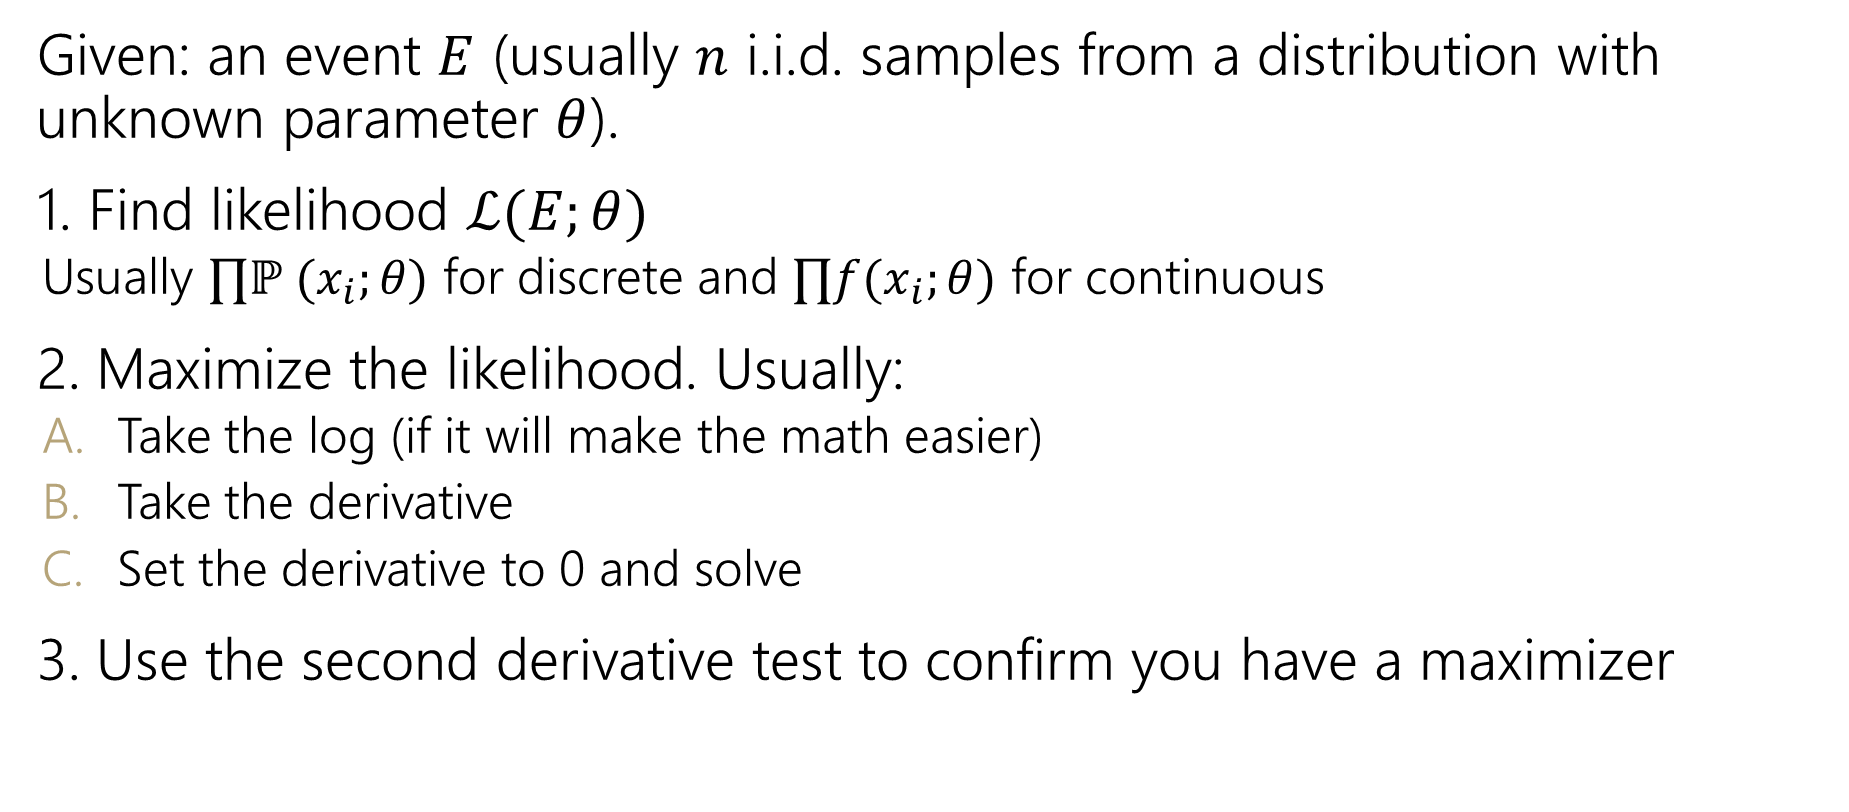 Given: an event 𝐸 (usually 𝑛 i.i.d. samples from a distribution with
unknown parameter 𝜃).
1. Find likelihood ℒ(𝐸; 𝜃)
Usually ∏ℙ (𝑥ᵢ; 𝜃) for discrete and ∏𝑓(𝑥ᵢ; 𝜃) for continuous
2. Maximize the likelihood. Usually:
A. Take the log (if it will make the math easier)
B. Take the derivative
C. Set the derivative to 0 and solve
3. Use the second derivative test to confirm you have a maximizer